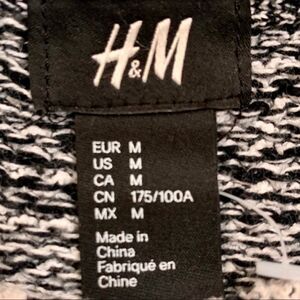 H&M
EUR M
US M
CA M
CN 175/100A
MX M
Made in
China
Fabriqué en
Chine